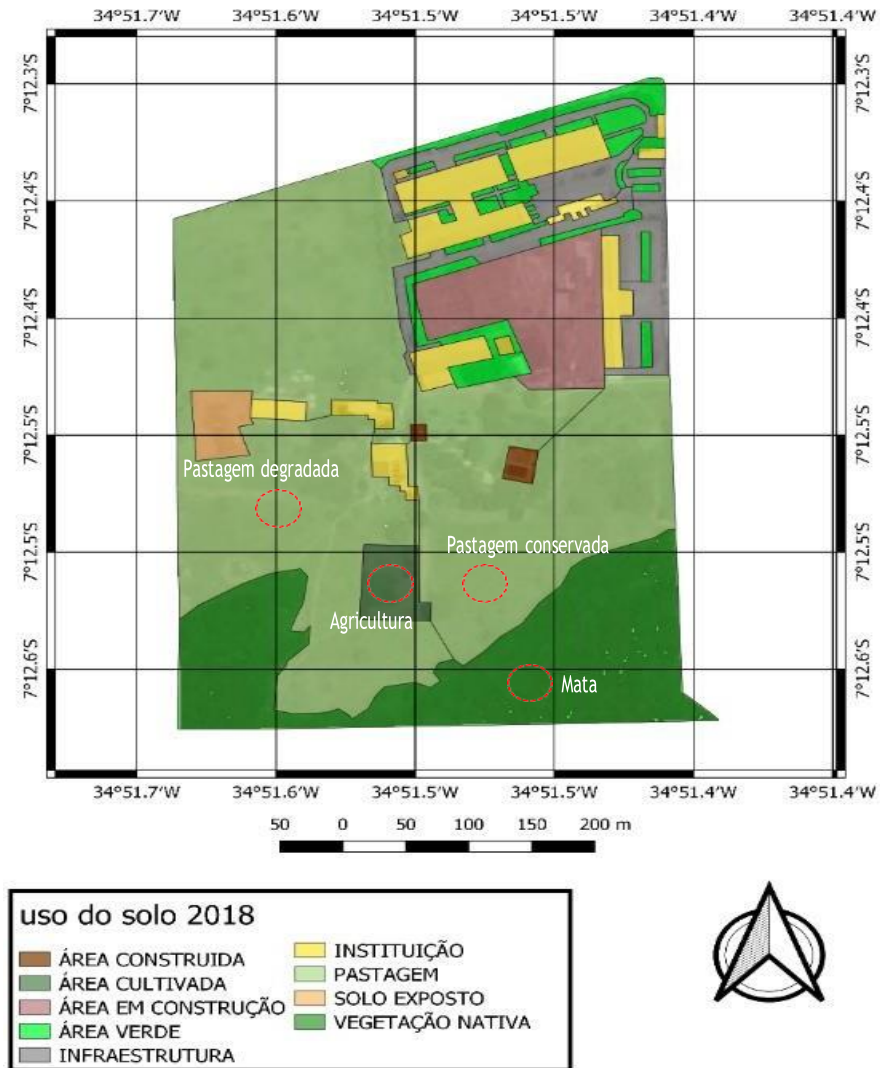 34°51.7'W 34°51.6'W 34°51.5'W 34°51.5'W 34°51.4'W 34°51.4'W
7°12.3'S 7°12.3'S
7°12.4'S 7°12.4'S
7°12.4'S 7°12.4'S
7°12.5'S 7°12.5'S
Pastagem degradada
Pastagem conservada
7°12.5'S 7°12.5'S
Agricultura
7°12.6'S 7°12.6'S
Mata
34°51.7'W 34°51.6'W 34°51.5'W 34°51.5'W 34°51.4'W 34°51.4'W
50 0 50 100 150 200 m
uso do solo 2018
ÁREA CONSTRUIDA
ÁREA CULTIVADA
ÁREA EM CONSTRUÇÃO
ÁREA VERDE
INFRAESTRUTURA
INSTITUIÇÃO
PASTAGEM
SOLO EXPOSTO
VEGETAÇÃO NATIVA